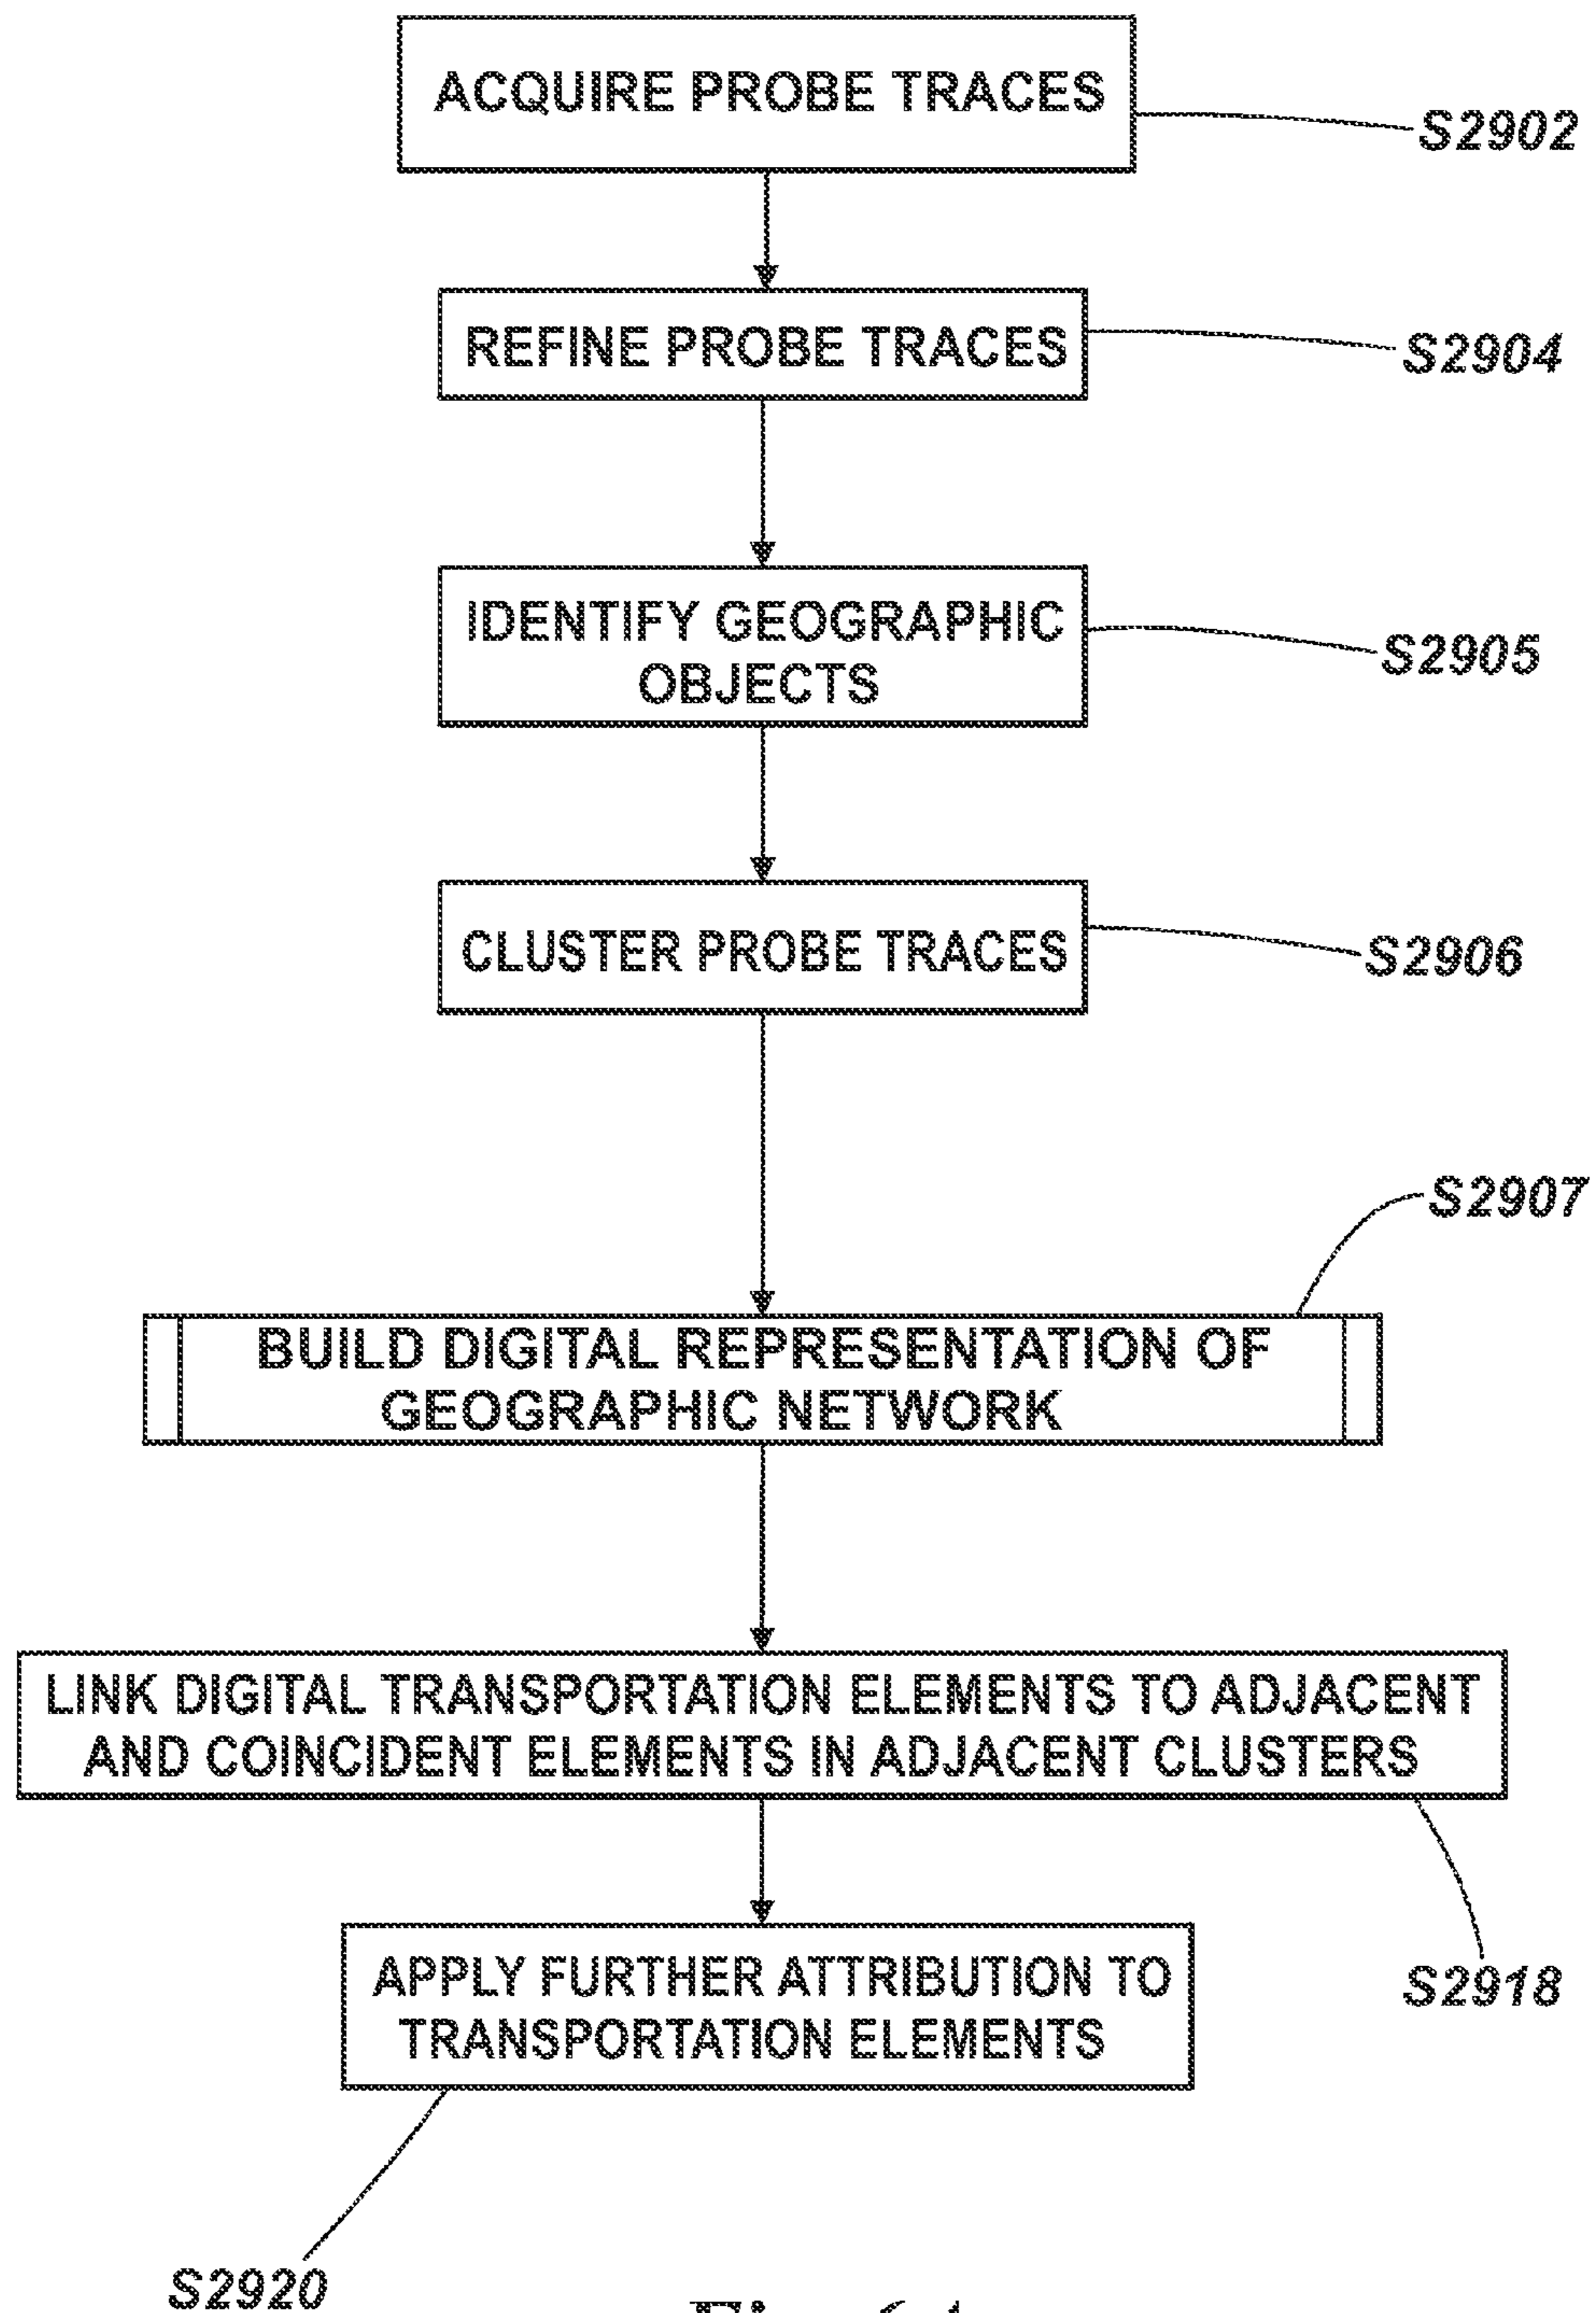 ACQUIRE PROBE TRACES
S2902
REFINE PROBE TRACES
S2904
IDENTIFY GEOGRAPHIC
OBJECTS
S2905
CLUSTER PROBE TRACES
S2906
S2907
BUILD DIGITAL REPRESENTATION OF
GEOGRAPHIC NETWORK
LINK DIGITAL TRANSPORTATION ELEMENTS TO ADJACENT
AND COINCIDENT ELEMENTS IN ADJACENT CLUSTERS
S2918
APPLY FURTHER ATTRIBUTION TO
TRANSPORTATION ELEMENTS
S2920